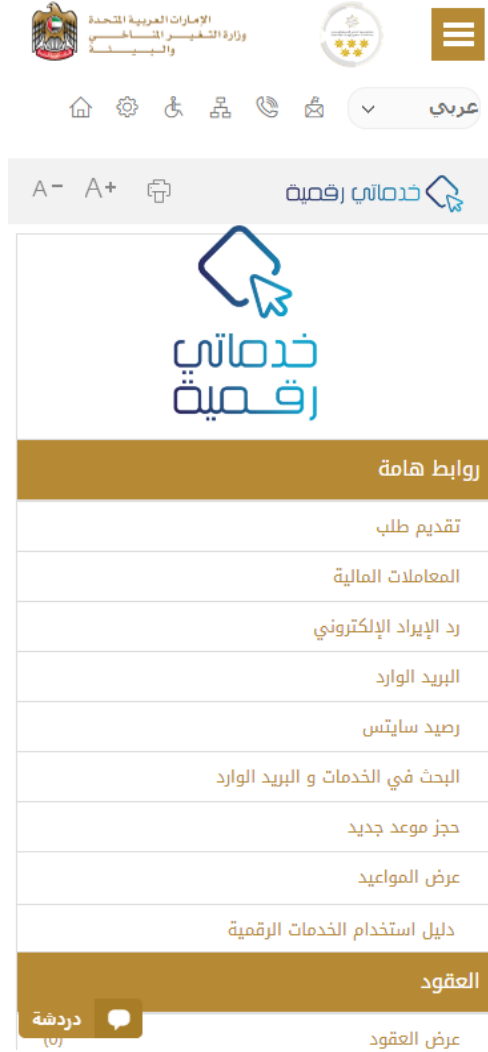 الإمارات العربية المتحدة
وزارة التغيير المناخي
والبيئة
عربي
A- A+
خدماتي رقمية
خدماتي
رقمية
روابط هامة
تقديم طلب
المعاملات المالية
رد الإيراد الإلكتروني
البريد الوارد
رصيد سايتس
البحث في الخدمات و البريد الوارد
حجز موعد جديد
عرض المواعيد
دليل استخدام الخدمات الرقمية
العقود
دردشة
عرض العقود
(0)